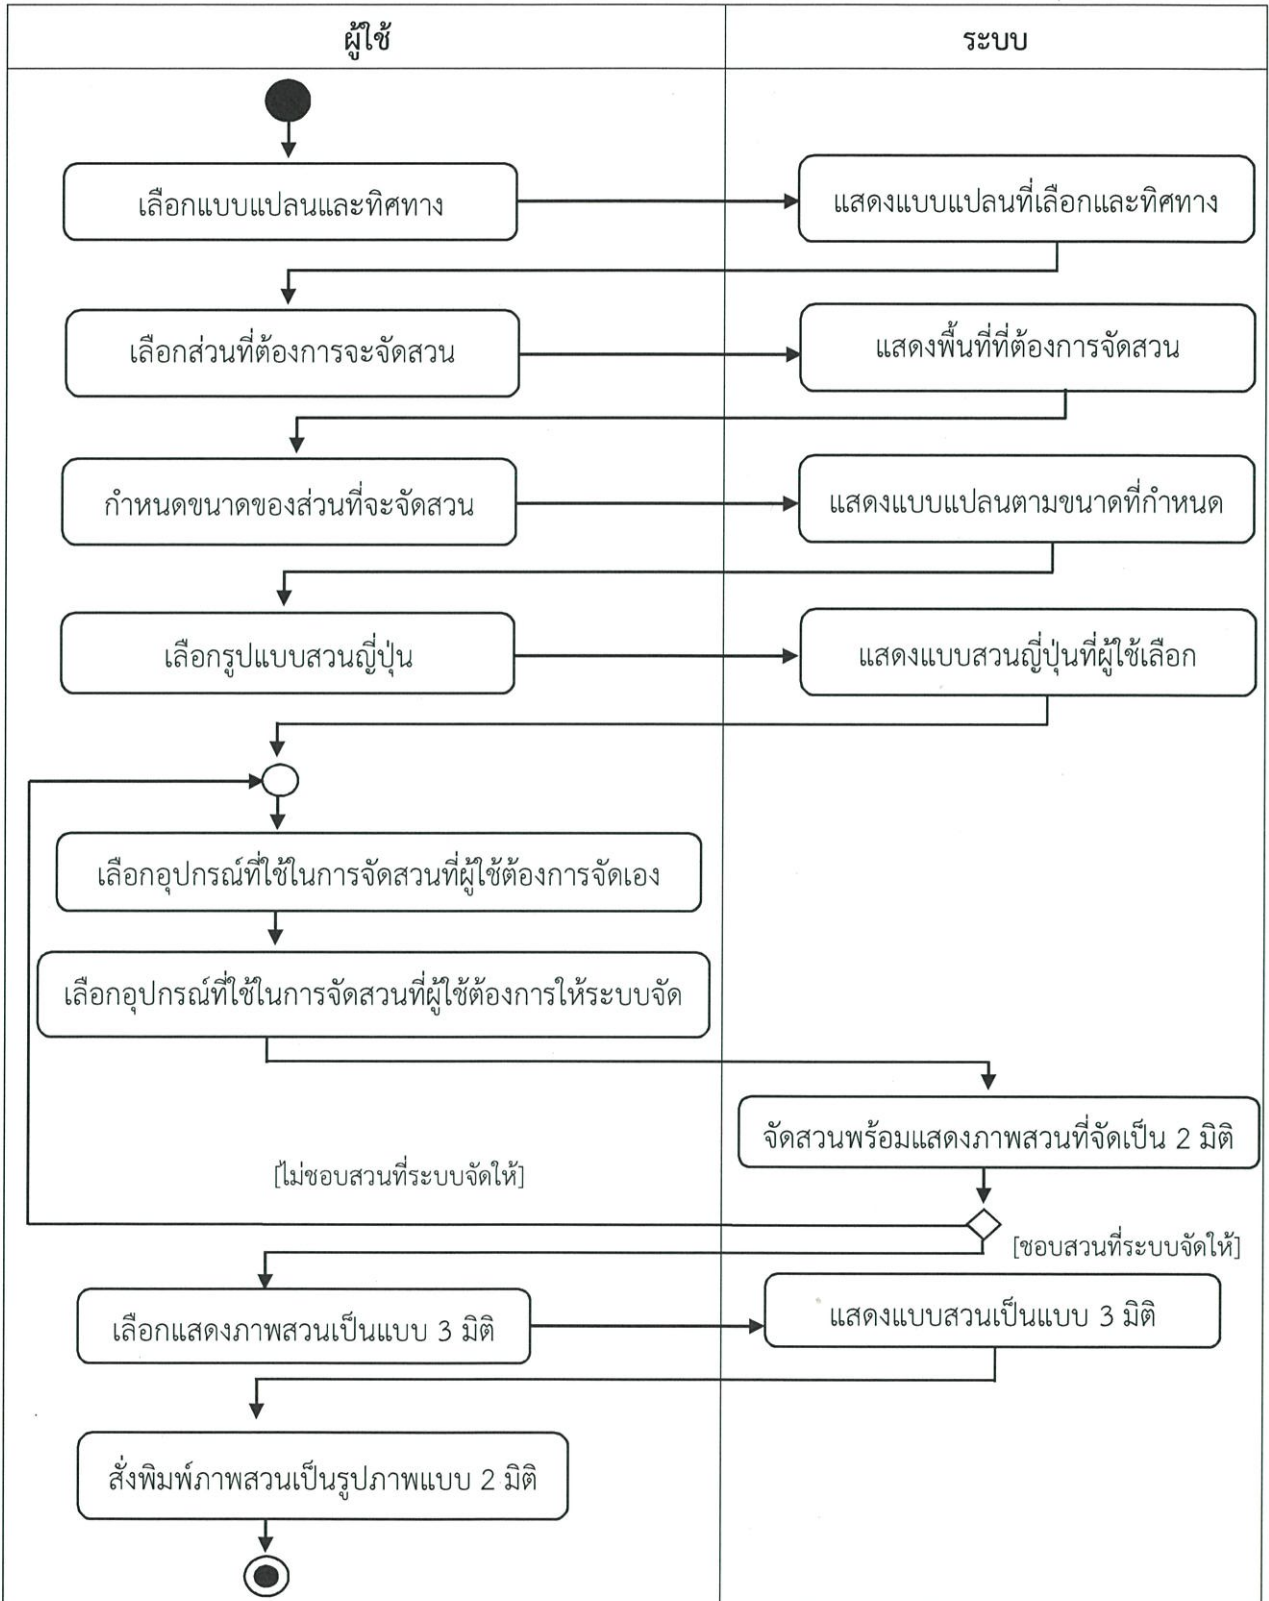 ผู้ใช้
ระบบ
เลือกแบบแปลนและทิศทาง
แสดงแบบแปลนที่เลือกและทิศทาง
เลือกส่วนที่ต้องการจะจัดสวน
แสดงพื้นที่ที่ต้องการจัดสวน
กำหนดขนาดของส่วนที่จะจัดสวน
แสดงแบบแปลนตามขนาดที่กำหนด
เลือกรูปแบบสวนญี่ปุ่น
แสดงแบบสวนญี่ปุ่นที่ผู้ใช้เลือก
เลือกอุปกรณ์ที่ใช้ในการจัดสวนที่ผู้ใช้ต้องการจัดเอง
เลือกอุปกรณ์ที่ใช้ในการจัดสวนที่ผู้ใช้ต้องการให้ระบบจัด
จัดสวนพร้อมแสดงภาพสวนที่จัดเป็น 2 มิติ
[ไม่ชอบสวนที่ระบบจัดให้]
[ชอบสวนที่ระบบจัดให้]
เลือกแสดงภาพสวนเป็นแบบ 3 มิติ
แสดงแบบสวนเป็นแบบ 3 มิติ
สั่งพิมพ์ภาพสวนเป็นรูปภาพแบบ 2 มิติ